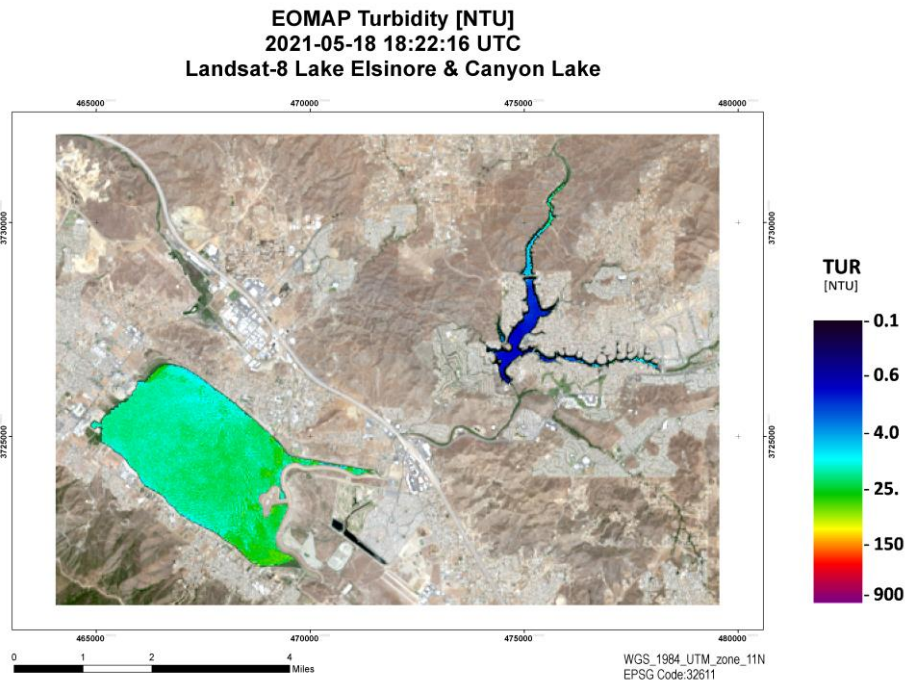 EOMAP Turbidity [NTU]
2021-05-18 18:22:16 UTC
Landsat-8 Lake Elsinore & Canyon Lake
465000 470000 475000 480000
3730000 3730000
3725000 3725000
TUR
[NTU]
0.1
0.6
4.0
25.
150
900
465000 470000 475000 480000
0 1 2 4
Miles
WGS_1984_UTM_zone_11N
EPSG Code:32611